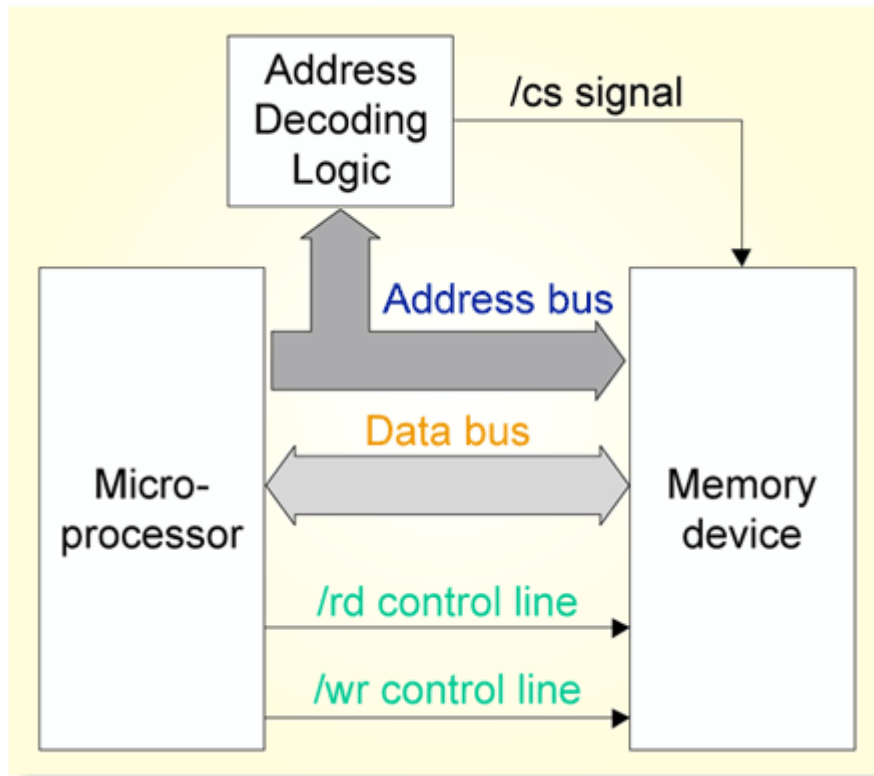 Address
Decoding
Logic
/cs signal
Address bus
Data bus
Micro-
processor
Memory
device
/rd control line
/wr control line